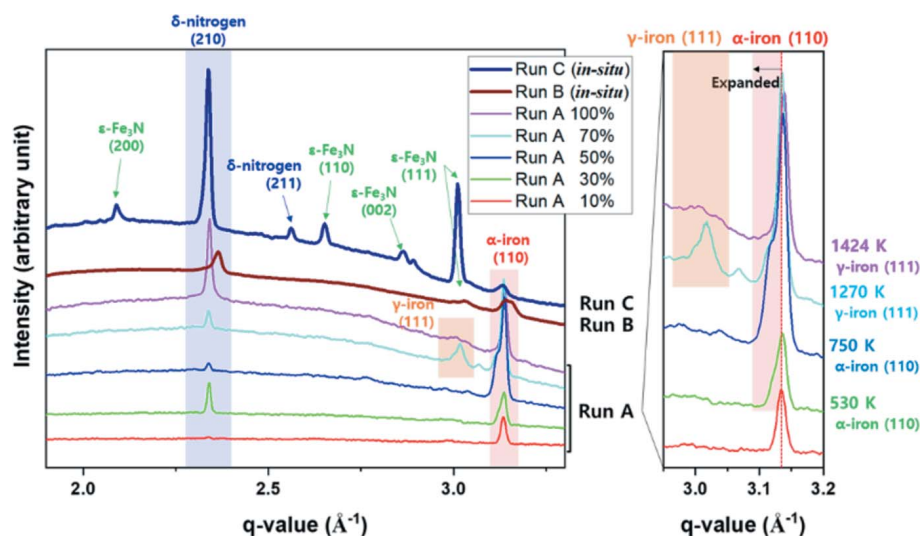 δ-nitrogen
(210)
ε-Fe₃N
(200)
δ-nitrogen
(211)
ε-Fe₃N
(110)
ε-Fe₃N
(002)
ε-Fe₃N
(111)
α-iron
(110)
γ-iron
(111)
Run C (in-situ)
Run B (in-situ)
Run A 100%
Run A 70%
Run A 50%
Run A 30%
Run A 10%
Run C
Run B
Run A
Intensity (arbitrary unit)
2.0 2.5 3.0
q-value (Å⁻¹)
γ-iron (111) α-iron (110)
Expanded
1424 K
γ-iron (111)
1270 K
γ-iron (111)
750 K
α-iron (110)
530 K
α-iron (110)
3.0 3.1 3.2
q-value (Å⁻¹)